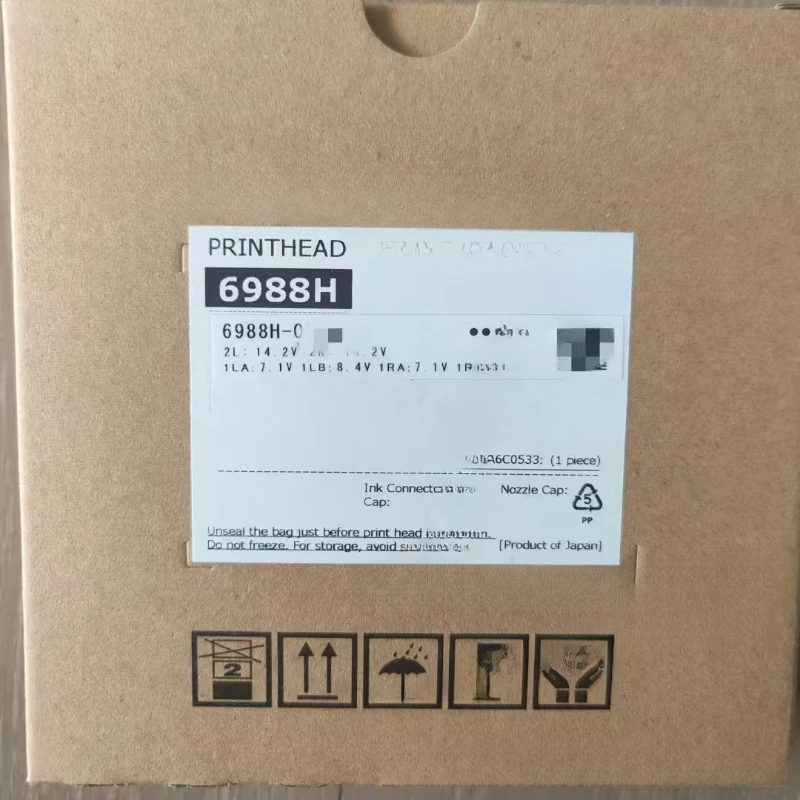 PRINTHEAD
6988H
6988H-0
2L: 14.2V
1LA: 7.1V 1LB: 8.4V 1RA: 7.1V
(1 piece)
Ink Nozzle Cap:
Cap:
5
PP
Unseal the bag just before print head
Do not freeze. For storage, avoid [Product of Japan]
2